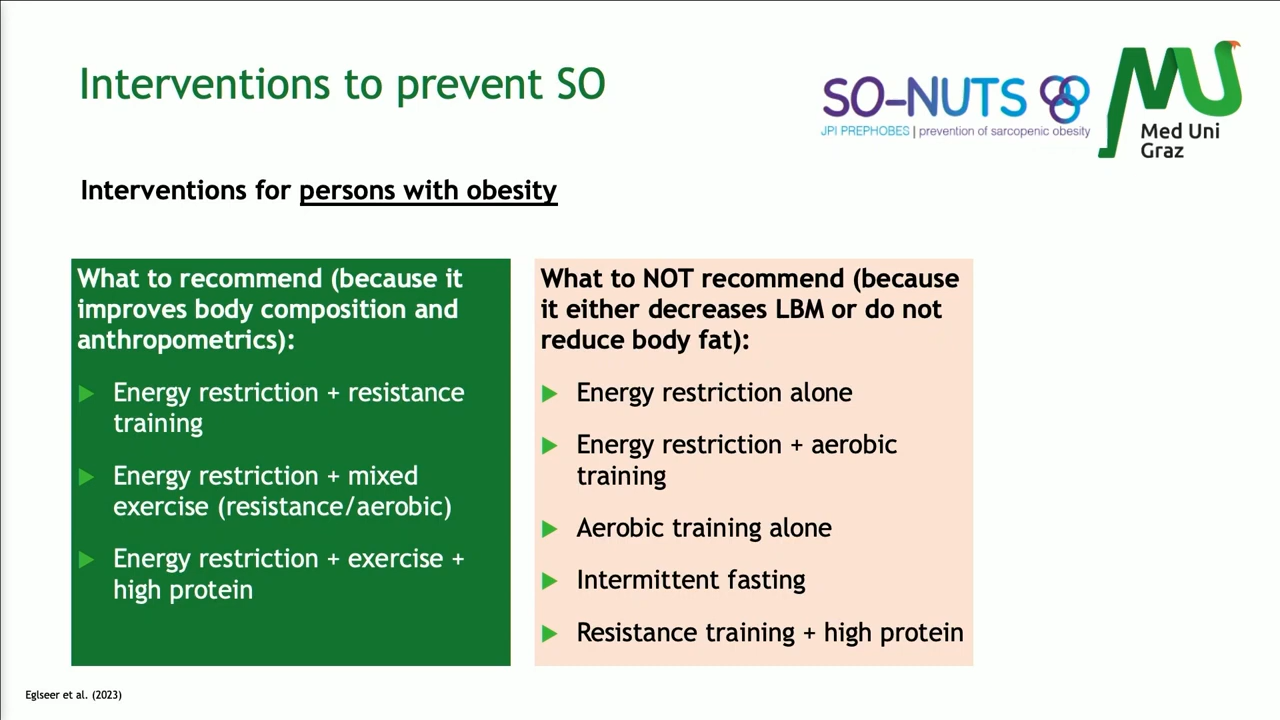 Interventions to prevent SO
SO-NUTS
JPI PREPHOBES | prevention of sarcopenic obesity
Med Uni
Graz
Interventions for persons with obesity
What to recommend (because it
improves body composition and
anthropometrics):
Energy restriction + resistance
training
Energy restriction + mixed
exercise (resistance/aerobic)
Energy restriction + exercise +
high protein
What to NOT recommend (because
it either decreases LBM or do not
reduce body fat):
Energy restriction alone
Energy restriction + aerobic
training
Aerobic training alone
Intermittent fasting
Resistance training + high protein
Eglseer et al. (2023)